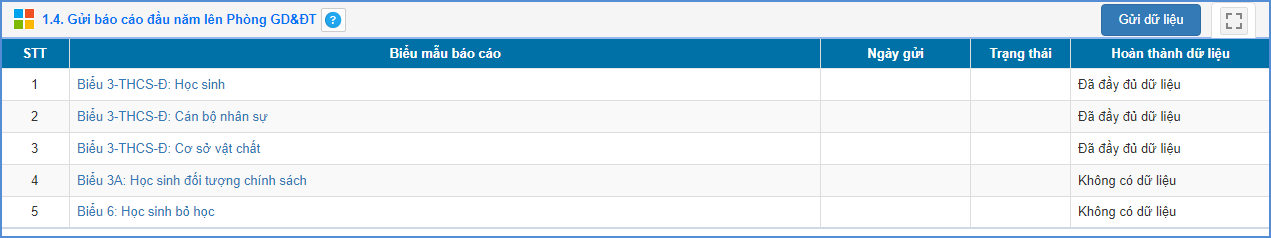 1.4. Gửi báo cáo đầu năm lên Phòng GD&ĐT ? Gửi dữ liệu
STT Biểu mẫu báo cáo Ngày gửi Trạng thái Hoàn thành dữ liệu
1 Biểu 3-THCS-Đ: Học sinh Đã đầy đủ dữ liệu
2 Biểu 3-THCS-Đ: Cán bộ nhân sự Đã đầy đủ dữ liệu
3 Biểu 3-THCS-Đ: Cơ sở vật chất Đã đầy đủ dữ liệu
4 Biểu 3A: Học sinh đối tượng chính sách Không có dữ liệu
5 Biểu 6: Học sinh bỏ học Không có dữ liệu